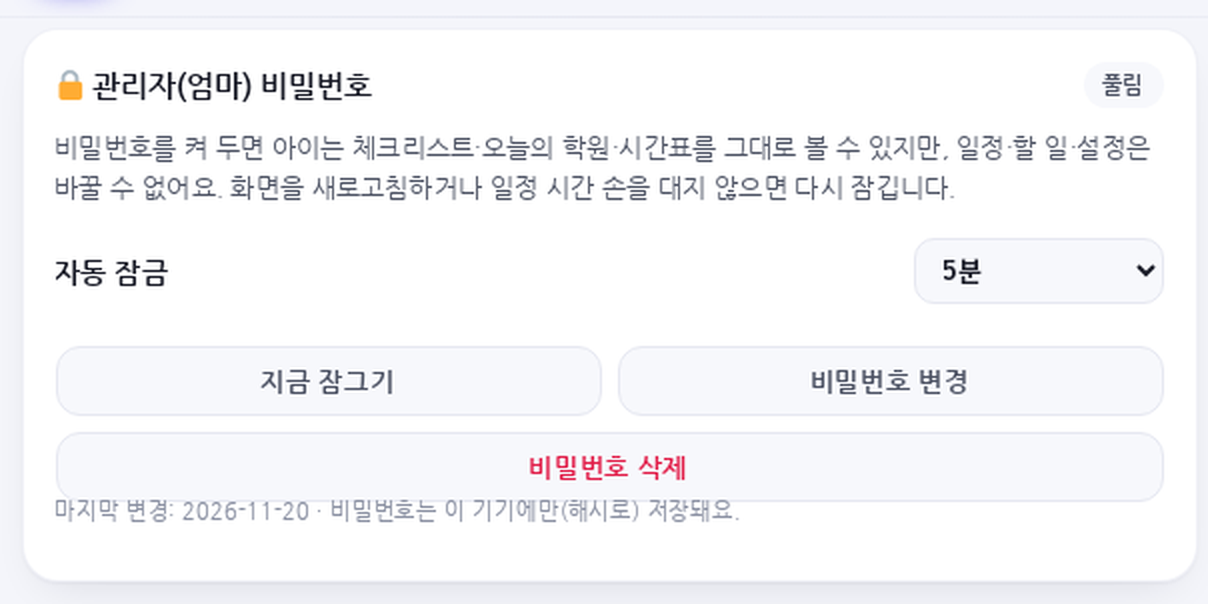 관리자(엄마) 비밀번호
풀림
비밀번호를 켜 두면 아이는 체크리스트·오늘의 학원·시간표를 그대로 볼 수 있지만, 일정·할 일·설정은
바꿀 수 없어요. 화면을 새로고침하거나 일정 시간 손을 대지 않으면 다시 잠깁니다.
자동 잠금
5분
지금 잠그기
비밀번호 변경
비밀번호 삭제
마지막 변경: 2026-11-20 · 비밀번호는 이 기기에만(해시로) 저장돼요.